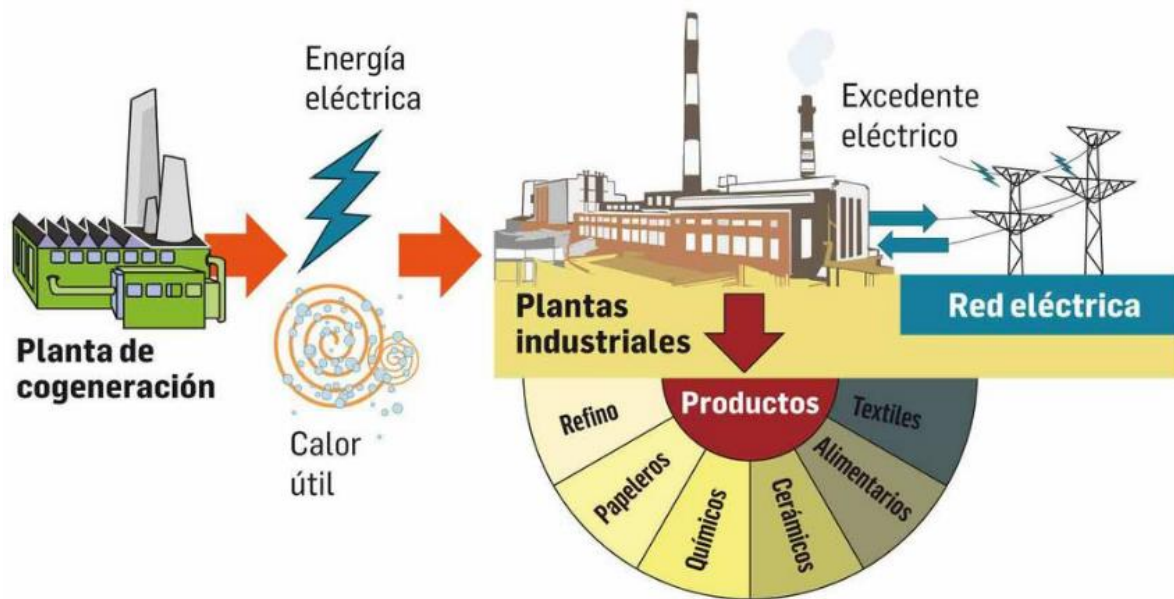 Energía
eléctrica
Excedente
eléctrico
Planta de
cogeneración
Calor
útil
Plantas
industriales
Red eléctrica
Productos
Refino
Papeleros
Químicos
Cerámicos
Alimentarios
Textiles